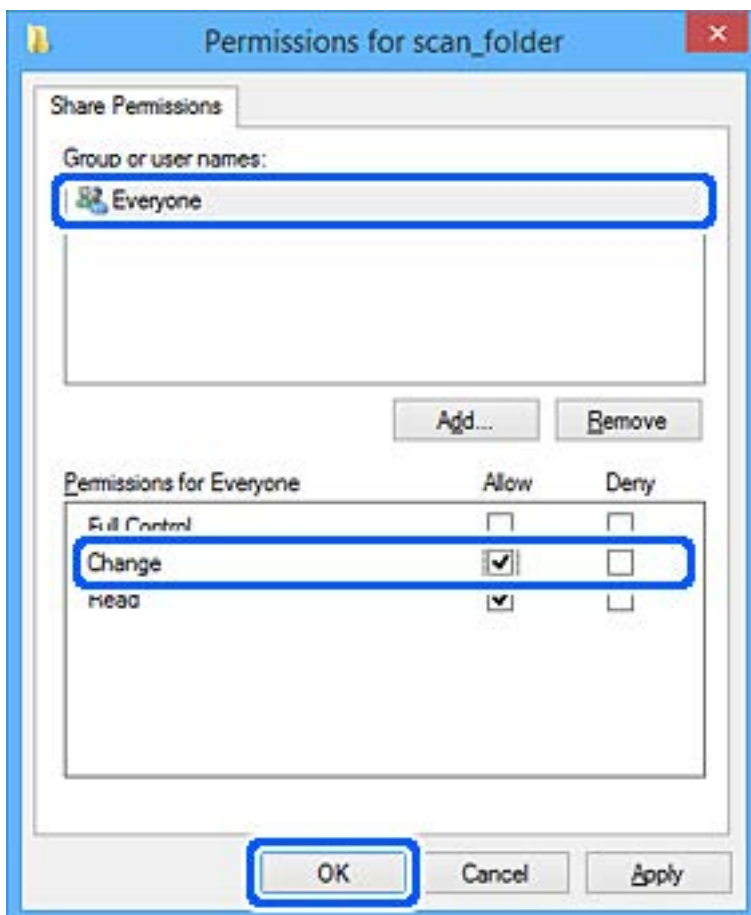 Permissions for scan_folder
Share Permissions
Group or user names:
Everyone
Add... Remove
Permissions for Everyone Allow Deny
Full Control
Change
Read
OK Cancel Apply